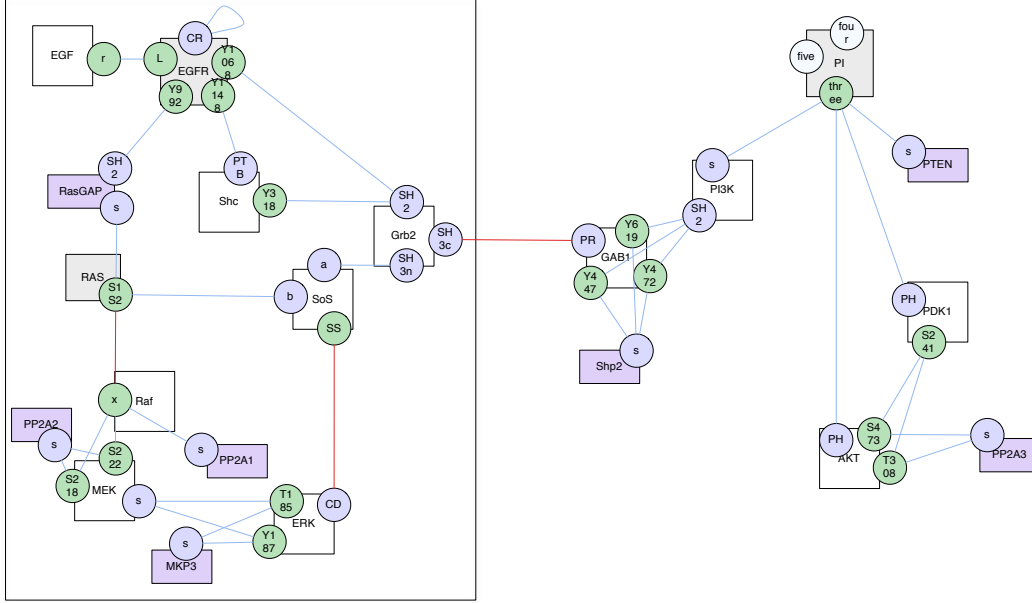 CR
EGF
r
L
EGFR
Y1
06
8
Y9
92
Y1
14
8
SH
2
RasGAP
s
PT
B
Shc
Y3
18
SH
2
Grb2
SH
3c
SH
3n
RAS
S1
S2
a
b
SoS
SS
x
Raf
PP2A2
s
S2
22
s
PP2A1
S2
18
MEK
s
T1
85
CD
ERK
Y1
87
s
MKP3
fou
r
five
PI
thr
ee
s
PTEN
s
PI3K
SH
2
PR
Y6
19
GAB1
Y4
47
Y4
72
s
Shp2
PH
PDK1
S2
41
PH
S4
73
AKT
T3
08
s
PP2A3